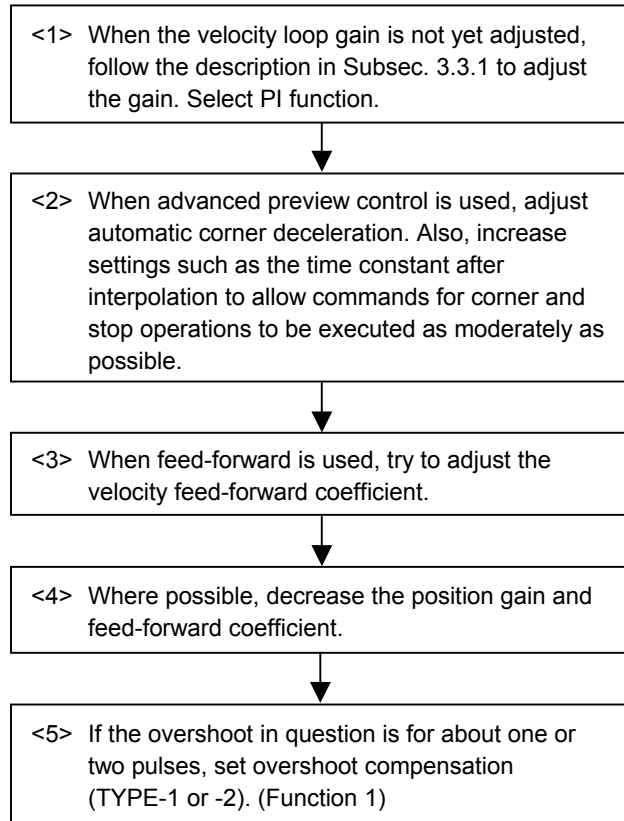 <1> When the velocity loop gain is not yet adjusted,
follow the description in Subsec. 3.3.1 to adjust
the gain. Select PI function.
<2> When advanced preview control is used, adjust
automatic corner deceleration. Also, increase
settings such as the time constant after
interpolation to allow commands for corner and
stop operations to be executed as moderately as
possible.
<3> When feed-forward is used, try to adjust the
velocity feed-forward coefficient.
<4> Where possible, decrease the position gain and
feed-forward coefficient.
<5> If the overshoot in question is for about one or
two pulses, set overshoot compensation
(TYPE-1 or -2). (Function 1)